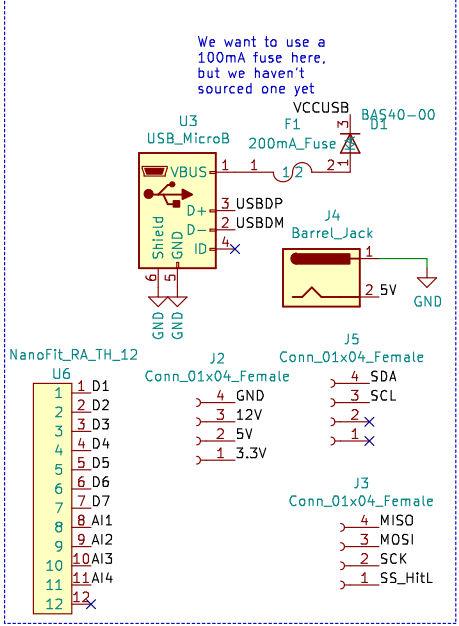 We want to use a
100mA fuse here,
but we haven't
sourced one yet
VCCUSB
BAS40-00
D1
3
1
U3
USB_MicroB
F1
200mA_Fuse
VBUS 1
1 1 2 2
D+ 3 USBDP
D- 2 USBDM
ID 4
Shield
GND
6
5
GND
GND
J4
Barrel_Jack
1
2 5V
GND
NanoFit_RA_TH_12
U6
1 1 D1
2 2 D2
3 3 D3
4 4 D4
5 5 D5
6 6 D6
7 7 D7
8 8 AI1
9 9 AI2
10 10 AI3
11 11 AI4
12 12
J2
Conn_01x04_Female
4 GND
3 12V
2 5V
1 3.3V
J5
Conn_01x04_Female
4 SDA
3 SCL
2
1
J3
Conn_01x04_Female
4 MISO
3 MOSI
2 SCK
1 SS_HitL